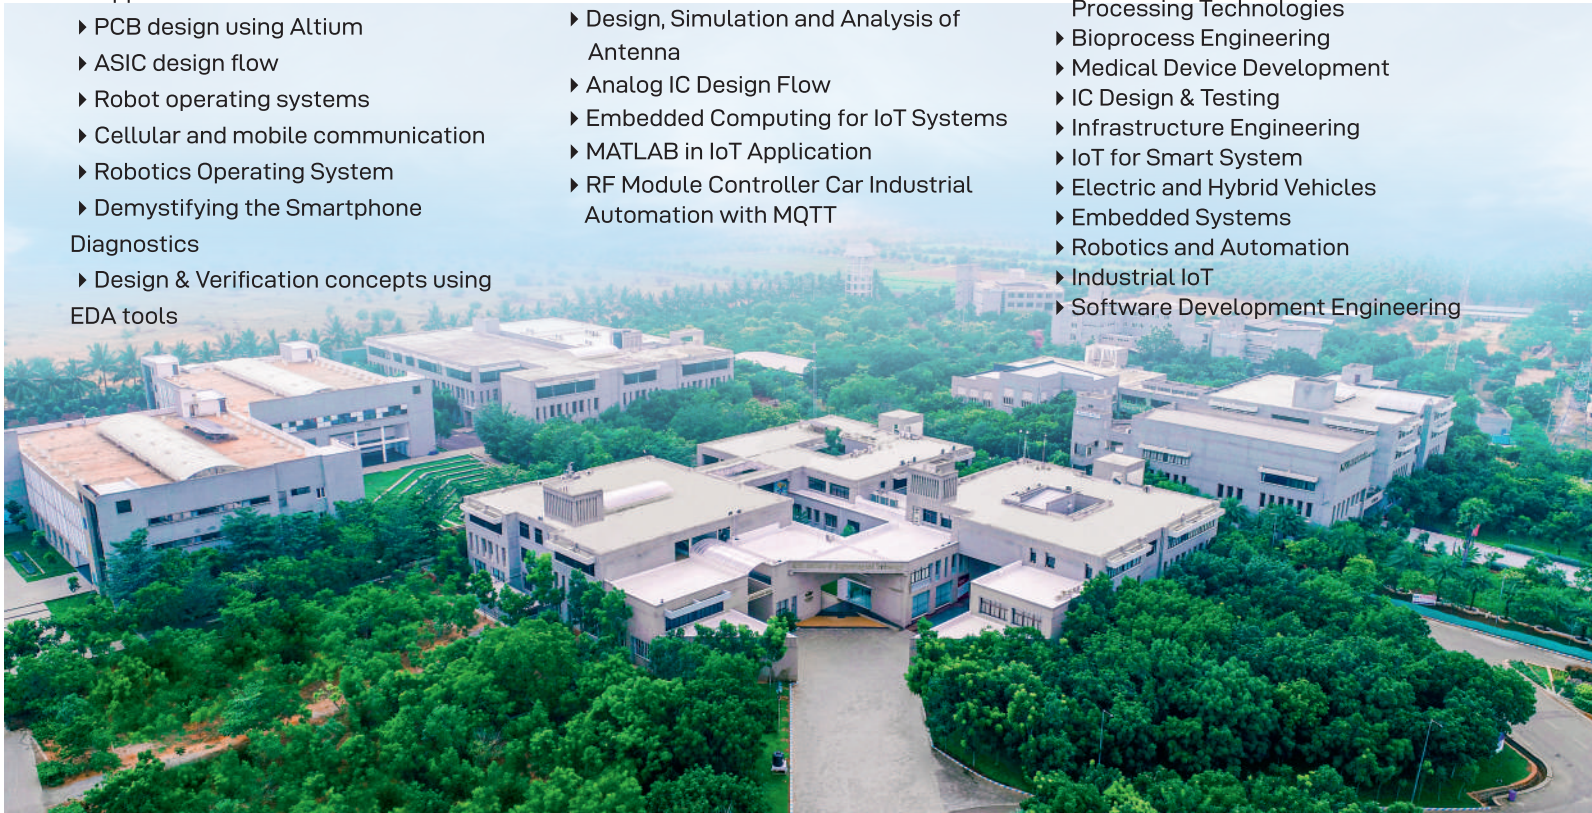 ▸ PCB design using Altium
▸ ASIC design flow
▸ Robot operating systems
▸ Cellular and mobile communication
▸ Robotics Operating System
▸ Demystifying the Smartphone
Diagnostics
▸ Design & Verification concepts using
EDA tools
▸ Design, Simulation and Analysis of
Antenna
▸ Analog IC Design Flow
▸ Embedded Computing for IoT Systems
▸ MATLAB in IoT Application
▸ RF Module Controller Car Industrial
Automation with MQTT
Processing Technologies
▸ Bioprocess Engineering
▸ Medical Device Development
▸ IC Design & Testing
▸ Infrastructure Engineering
▸ IoT for Smart System
▸ Electric and Hybrid Vehicles
▸ Embedded Systems
▸ Robotics and Automation
▸ Industrial IoT
▸ Software Development Engineering